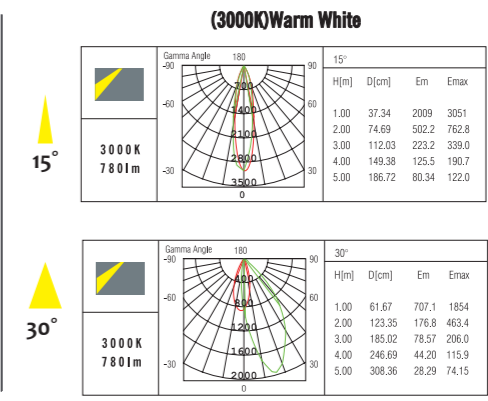 (3000K)Warm White
15°
3000K
780lm
Gamma Angle 180
-90 90
-60 60
-30 30
0
700
1400
2100
2800
3500
15°
H[m] D[cm] Em Emax
1.00 37.34 2009 3051
2.00 74.69 502.2 762.8
3.00 112.03 223.2 339.0
4.00 149.38 125.5 190.7
5.00 186.72 80.34 122.0
30°
3000K
780lm
Gamma Angle 180
-90 90
-60 60
-30 30
0
400
800
1200
1600
2000
30°
H[m] D[cm] Em Emax
1.00 61.67 707.1 1854
2.00 123.35 176.8 463.4
3.00 185.02 78.57 206.0
4.00 246.69 44.20 115.9
5.00 308.36 28.29 74.15